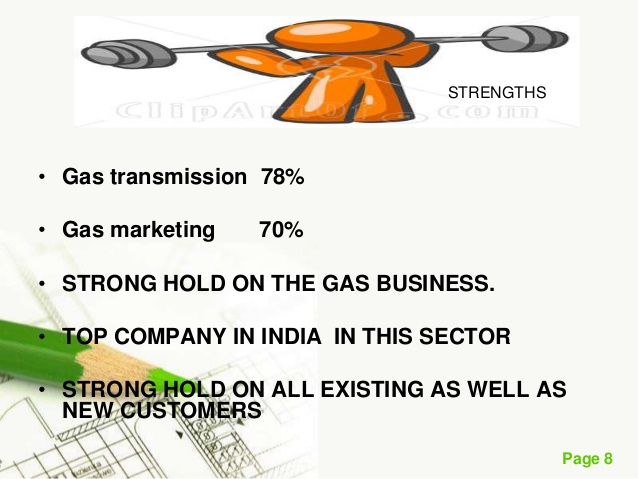 STRENGTHS
• Gas transmission 78%
• Gas marketing 70%
• STRONG HOLD ON THE GAS BUSINESS.
• TOP COMPANY IN INDIA IN THIS SECTOR
• STRONG HOLD ON ALL EXISTING AS WELL AS
NEW CUSTOMERS
Page 8